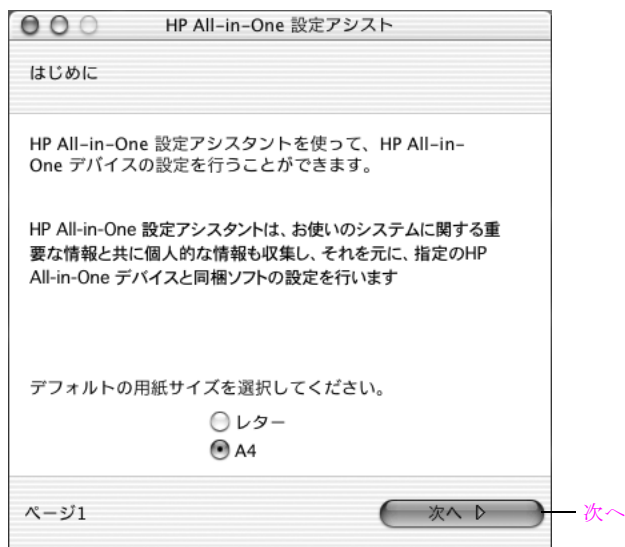 HP All-in-One 設定アシスト
はじめに
HP All-in-One 設定アシスタントを使って、HP All-in-
One デバイスの設定を行うことができます。
HP All-in-One 設定アシスタントは、お使いのシステムに関する重
要な情報と共に個人的な情報も収集し、それを元に、指定のHP
All-in-One デバイスと同梱ソフトの設定を行います
デフォルトの用紙サイズを選択してください。
レター
A4
ページ1
次へ
次へ